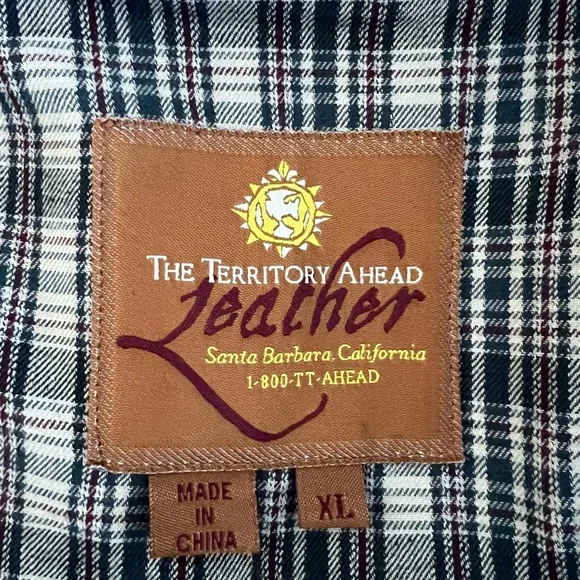 THE TERRITORY AHEAD
Leather
Santa Barbara, California
1-800-TT-AHEAD
MADE
IN
CHINA
XL